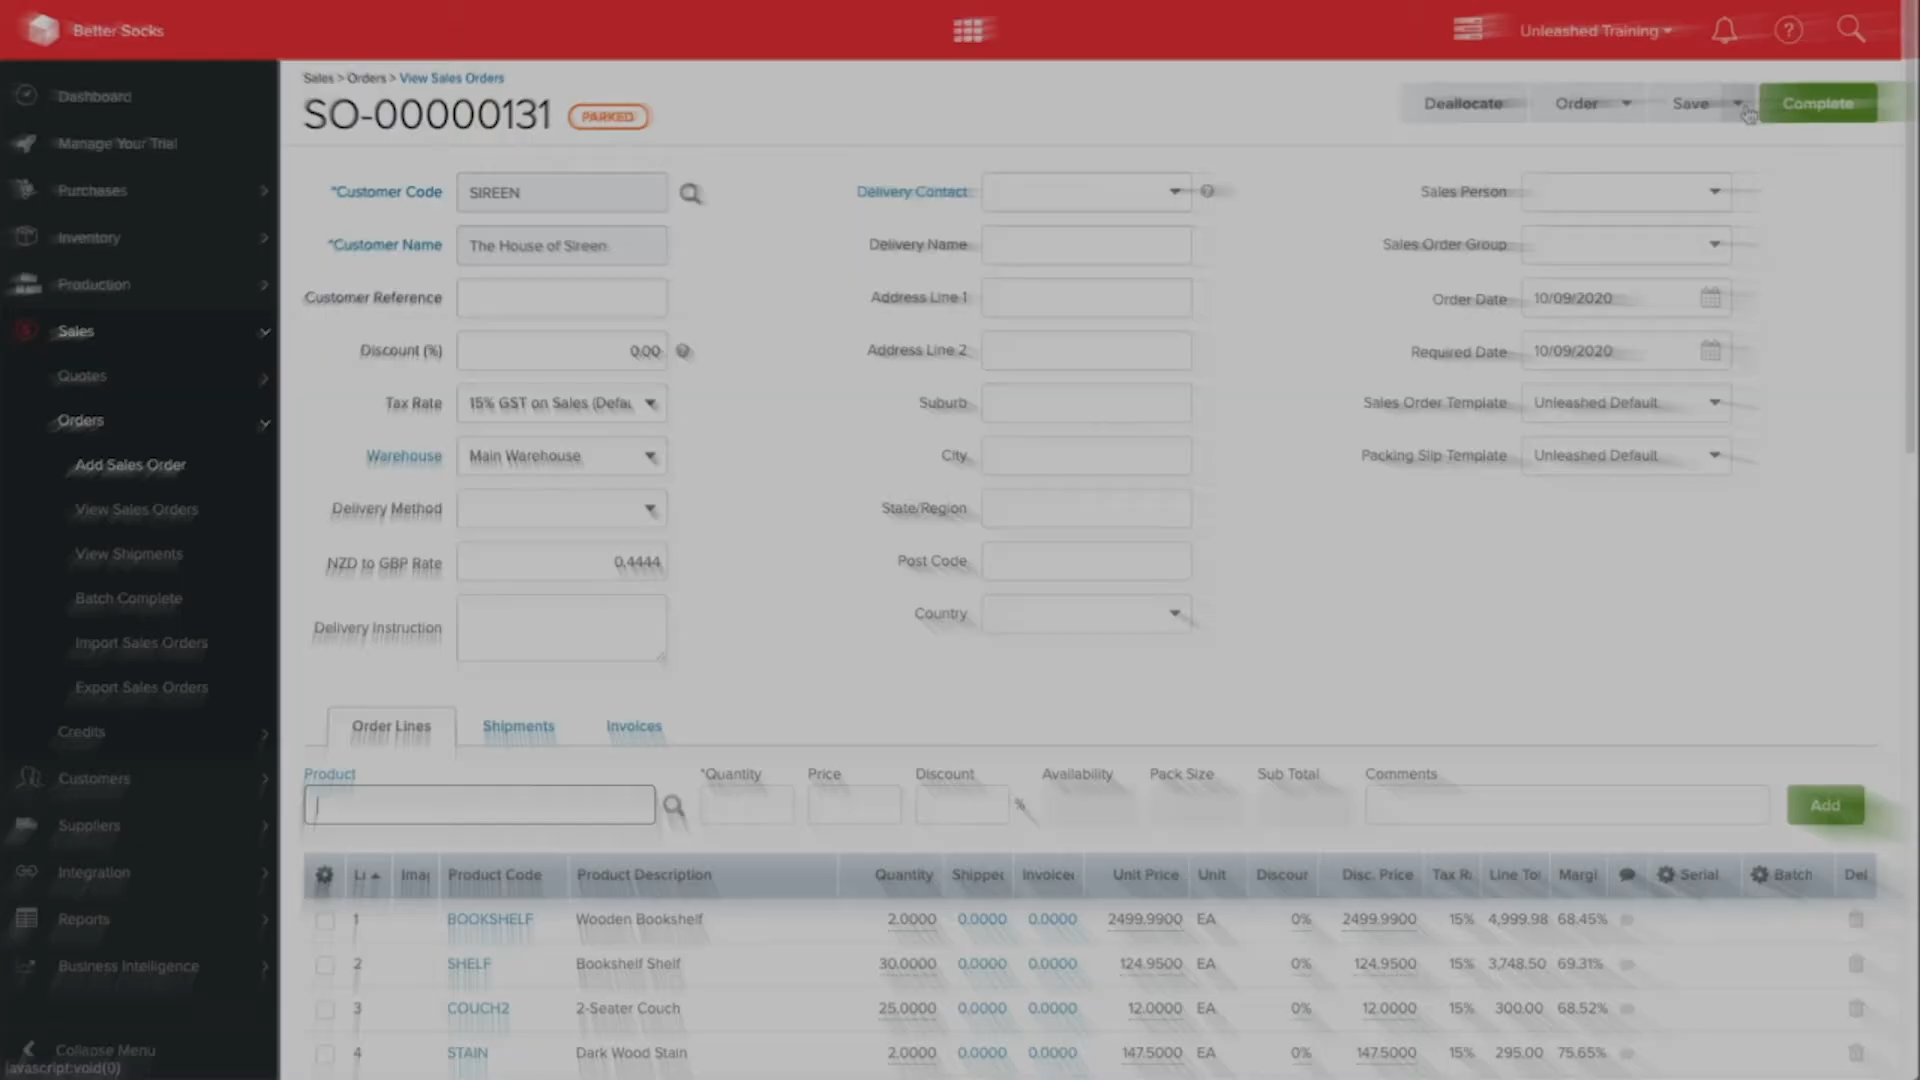 Better Socks
Unleashed Training
Dashboard
Manage Your Trial
Purchases
Inventory
Production
Sales
Quotes
Orders
Add Sales Order
View Sales Orders
View Shipments
Batch Complete
Import Sales Orders
Export Sales Orders
Credits
Customers
Suppliers
Integration
Reports
Business Intelligence
Collapse Menu
javascript:void(0)
Sales > Orders > View Sales Orders
SO-00000131 PARKED
Deallocate Order Save Complete
*Customer Code SIREEN
*Customer Name The House of Sireen
Customer Reference
Discount (%) 0.00
Tax Rate 15% GST on Sales (Defau
Warehouse Main Warehouse
Delivery Method
NZD to GBP Rate 0.4444
Delivery Instruction
Delivery Contact
Delivery Name
Address Line 1
Address Line 2
Suburb
City
State/Region
Post Code
Country
Sales Person
Sales Order Group
Order Date 10/09/2020
Required Date 10/09/2020
Sales Order Template Unleashed Default
Packing Slip Template Unleashed Default
Order Lines Shipments Invoices
Product *Quantity Price Discount Availability Pack Size Sub Total Comments
% Add
Li Imag Product Code Product Description Quantity Shipped Invoiced Unit Price Unit Discour Disc. Price Tax Ra Line Tot Margi Serial Batch Del
1 BOOKSHELF Wooden Bookshelf 2.0000 0.0000 0.0000 2499.9900 EA 0% 2499.9900 15% 4,999.98 68.45%
2 SHELF Bookshelf Shelf 30.0000 0.0000 0.0000 124.9500 EA 0% 124.9500 15% 3,748.50 69.31%
3 COUCH2 2-Seater Couch 25.0000 0.0000 0.0000 12.0000 EA 0% 12.0000 15% 300.00 68.52%
4 STAIN Dark Wood Stain 2.0000 0.0000 0.0000 147.5000 EA 0% 147.5000 15% 295.00 75.65%